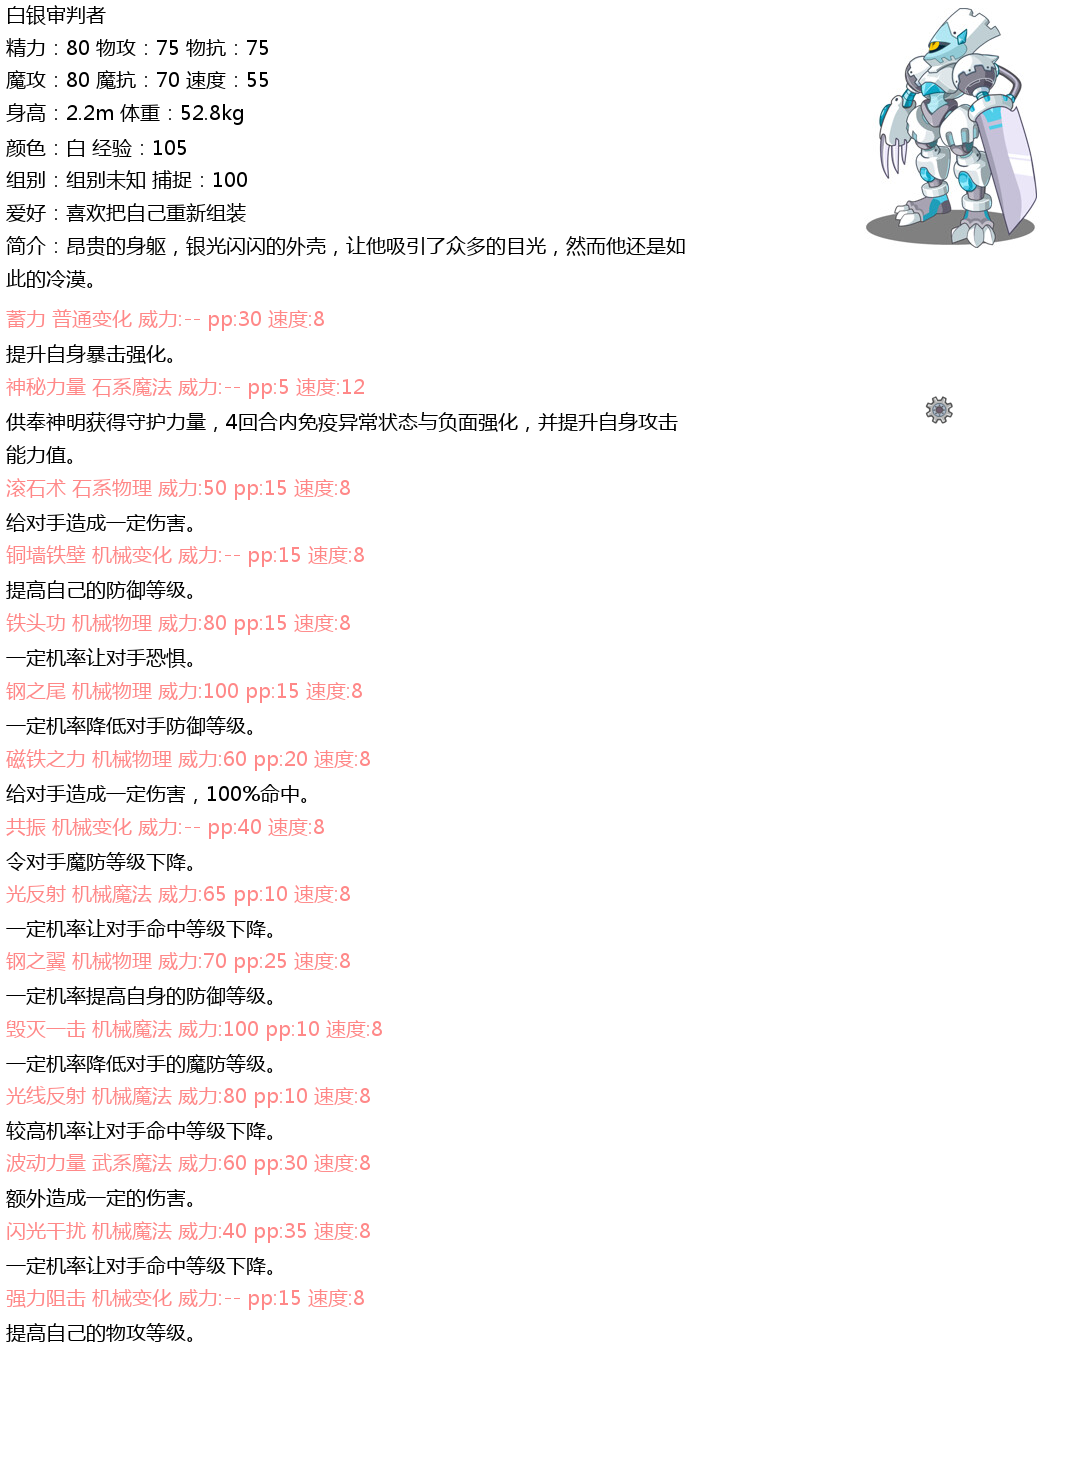 白银审判者
精力：80 物攻：75 物抗：75
魔攻：80 魔抗：70 速度：55
身高：2.2m 体重：52.8kg
颜色：白 经验：105
组别：组别未知 捕捉：100
爱好：喜欢把自己重新组装
简介：昂贵的身躯，银光闪闪的外壳，让他吸引了众多的目光，然而他还是如
此的冷漠。
蓄力 普通变化 威力:-- pp:30 速度:8
提升自身暴击强化。
神秘力量 石系魔法 威力:-- pp:5 速度:12
供奉神明获得守护力量，4回合内免疫异常状态与负面强化，并提升自身攻击
能力值。
滚石术 石系物理 威力:50 pp:15 速度:8
给对手造成一定伤害。
铜墙铁壁 机械变化 威力:-- pp:15 速度:8
提高自己的防御等级。
铁头功 机械物理 威力:80 pp:15 速度:8
一定机率让对手恐惧。
钢之尾 机械物理 威力:100 pp:15 速度:8
一定机率降低对手防御等级。
磁铁之力 机械物理 威力:60 pp:20 速度:8
给对手造成一定伤害，100%命中。
共振 机械变化 威力:-- pp:40 速度:8
令对手魔防等级下降。
光反射 机械魔法 威力:65 pp:10 速度:8
一定机率让对手命中等级下降。
钢之翼 机械物理 威力:70 pp:25 速度:8
一定机率提高自身的防御等级。
毁灭一击 机械魔法 威力:100 pp:10 速度:8
一定机率降低对手的魔防等级。
光线反射 机械魔法 威力:80 pp:10 速度:8
较高机率让对手命中等级下降。
波动力量 武系魔法 威力:60 pp:30 速度:8
额外造成一定的伤害。
闪光干扰 机械魔法 威力:40 pp:35 速度:8
一定机率让对手命中等级下降。
强力阻击 机械变化 威力:-- pp:15 速度:8
提高自己的物攻等级。